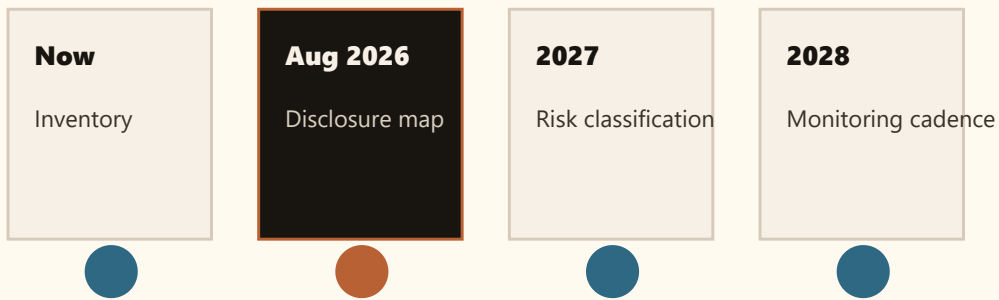 Now
Inventory
Aug 2026
Disclosure map
2027
Risk classification
2028
Monitoring cadence